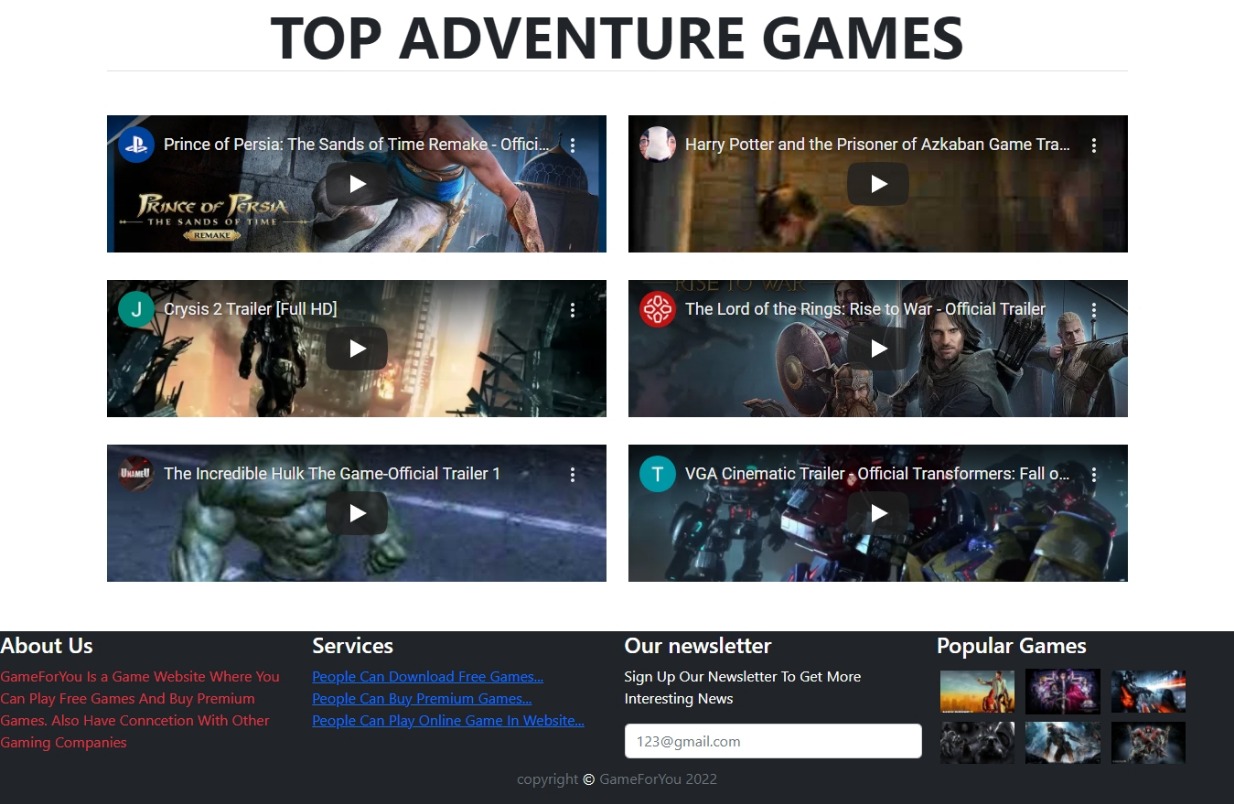 TOP ADVENTURE GAMES
Prince of Persia: The Sands of Time Remake - Offici...
PRINCE OF PERSIA
THE SANDS OF TIME
REMAKE
Harry Potter and the Prisoner of Azkaban Game Tra...
J
Crysis 2 Trailer [Full HD]
RISE TO WAR
The Lord of the Rings: Rise to War - Official Trailer
UKAMEU
The Incredible Hulk The Game-Official Trailer 1
T
VGA Cinematic Trailer - Official Transformers: Fall o...
About Us
GameForYou Is a Game Website Where You
Can Play Free Games And Buy Premium
Games. Also Have Conncetion With Other
Gaming Companies
Services
People Can Download Free Games...
People Can Buy Premium Games...
People Can Play Online Game In Website...
Our newsletter
Sign Up Our Newsletter To Get More
Interesting News
123@gmail.com
Popular Games
copyright © GameForYou 2022